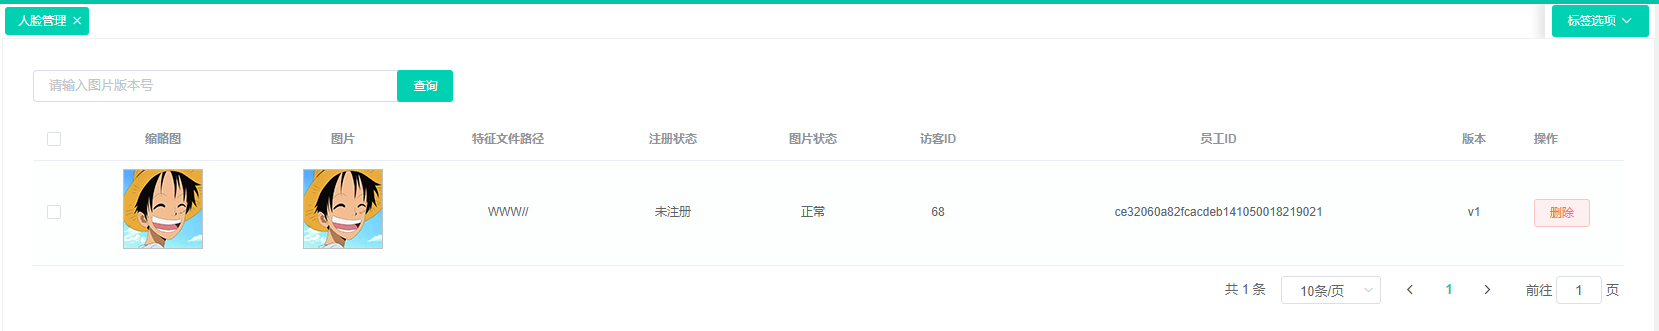 人脸管理
标签选项
请输入图片版本号 查询
缩略图 图片 特征文件路径 注册状态 图片状态 访客ID 员工ID 版本 操作
WWW// 未注册 正常 68 ce32060a82fcacdeb141050018219021 v1 删除
共 1 条 10条/页 1 前往 1 页